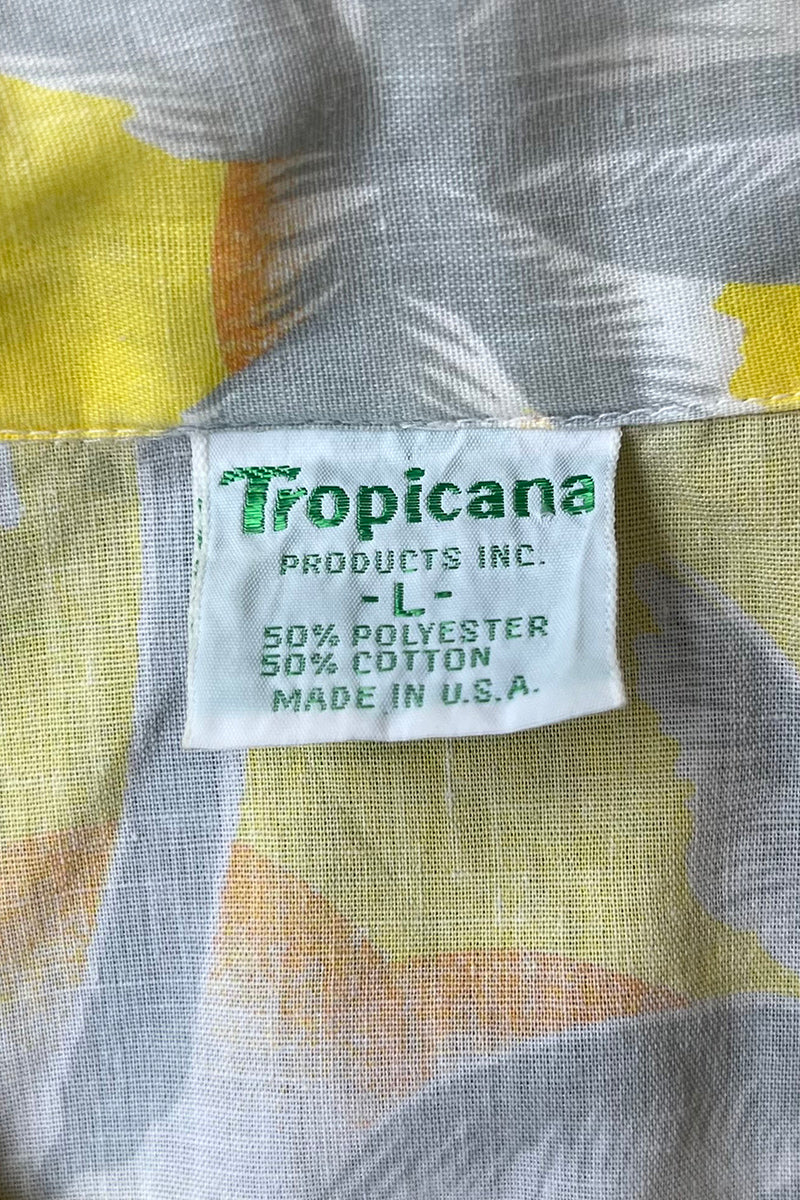 Tropicana
PRODUCTS INC.
- L -
50% POLYESTER
50% COTTON
MADE IN U.S.A.